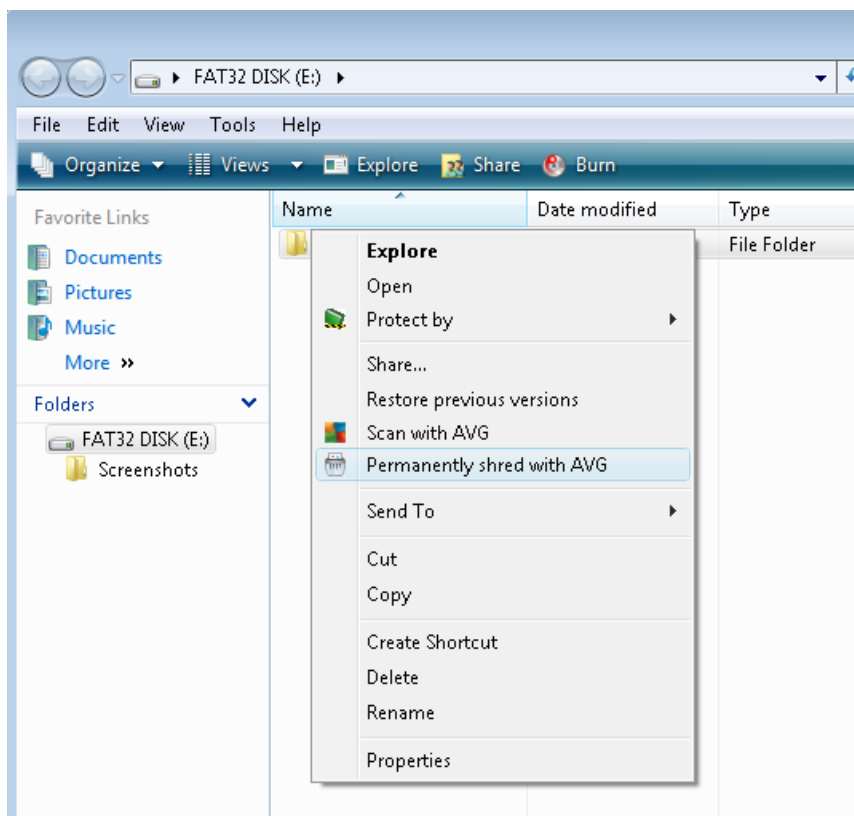 FAT32 DISK (E:)
File Edit View Tools Help
Organize Views Explore Share Burn
Favorite Links
Documents
Pictures
Music
More »
Folders
FAT32 DISK (E:)
Screenshots
Name Date modified Type
File Folder
Explore
Open
Protect by
Share...
Restore previous versions
Scan with AVG
Permanently shred with AVG
Send To
Cut
Copy
Create Shortcut
Delete
Rename
Properties